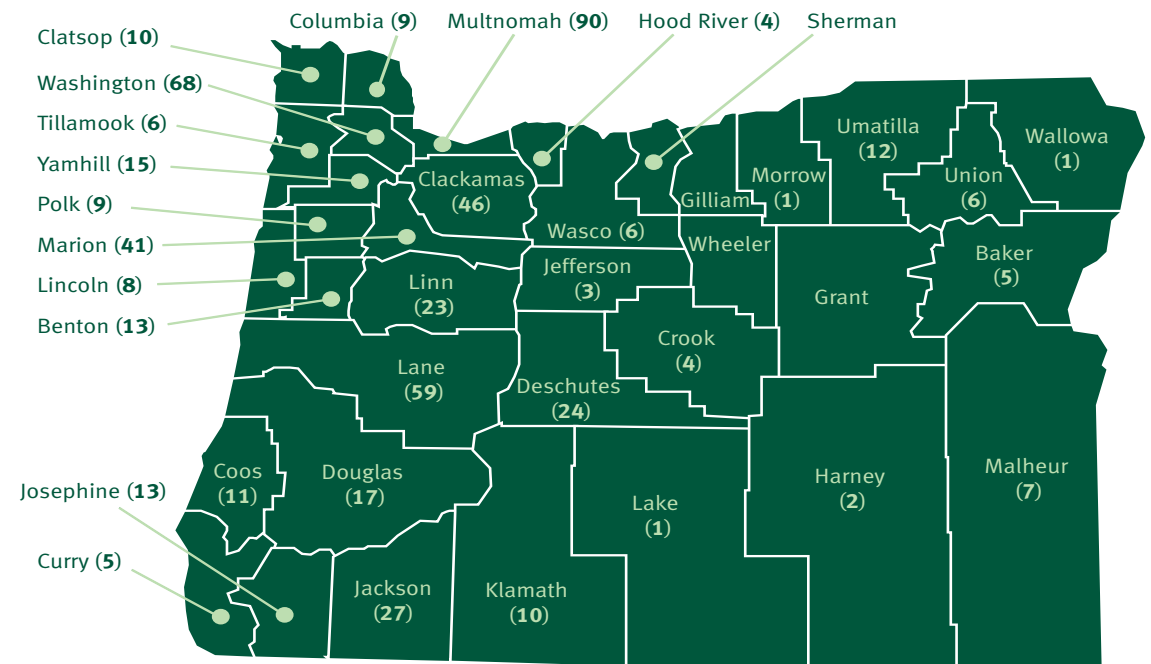 Columbia (9)
Multnomah (90)
Hood River (4)
Sherman
Clatsop (10)
Washington (68)
Tillamook (6)
Yamhill (15)
Polk (9)
Marion (41)
Lincoln (8)
Benton (13)
Josephine (13)
Curry (5)
Clackamas
(46)
Wasco (6)
Gilliam
Morrow
(1)
Umatilla
(12)
Union
(6)
Wallowa
(1)
Wheeler
Jefferson
(3)
Linn
(23)
Grant
Baker
(5)
Crook
(4)
Lane
(59)
Deschutes
(24)
Coos
(11)
Douglas
(17)
Lake
(1)
Harney
(2)
Malheur
(7)
Jackson
(27)
Klamath
(10)